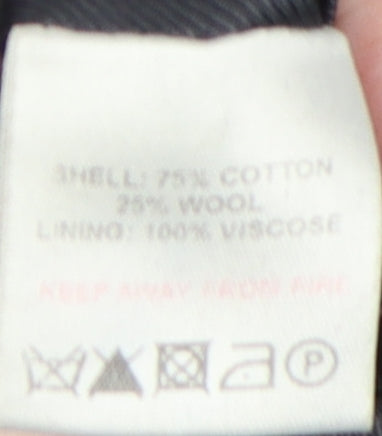 SHELL: 75% COTTON
25% WOOL
LINING: 100% VISCOSE
KEEP AWAY FROM FIRE
P